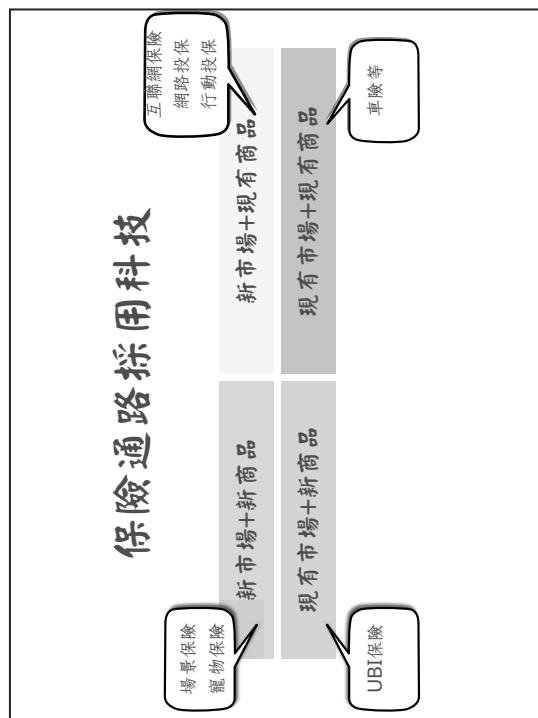 保險通路採用科技
場景保險
寵物保險
新市場+新商品
新市場+現有商品
互聯網保險
網路投保
行動投保
UBI保險
現有市場+新商品
現有市場+現有商品
車險等